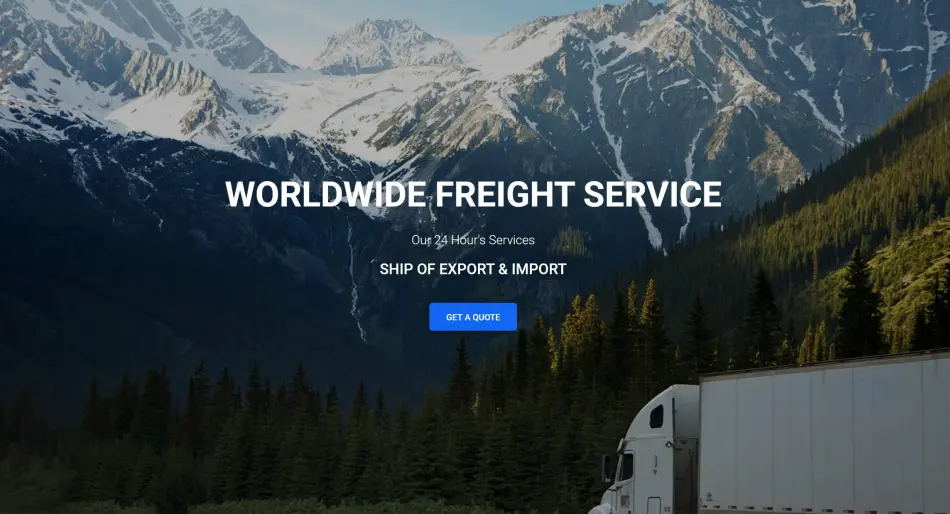 WORLDWIDE FREIGHT SERVICE
Our 24 Hour's Services
SHIP OF EXPORT & IMPORT
GET A QUOTE